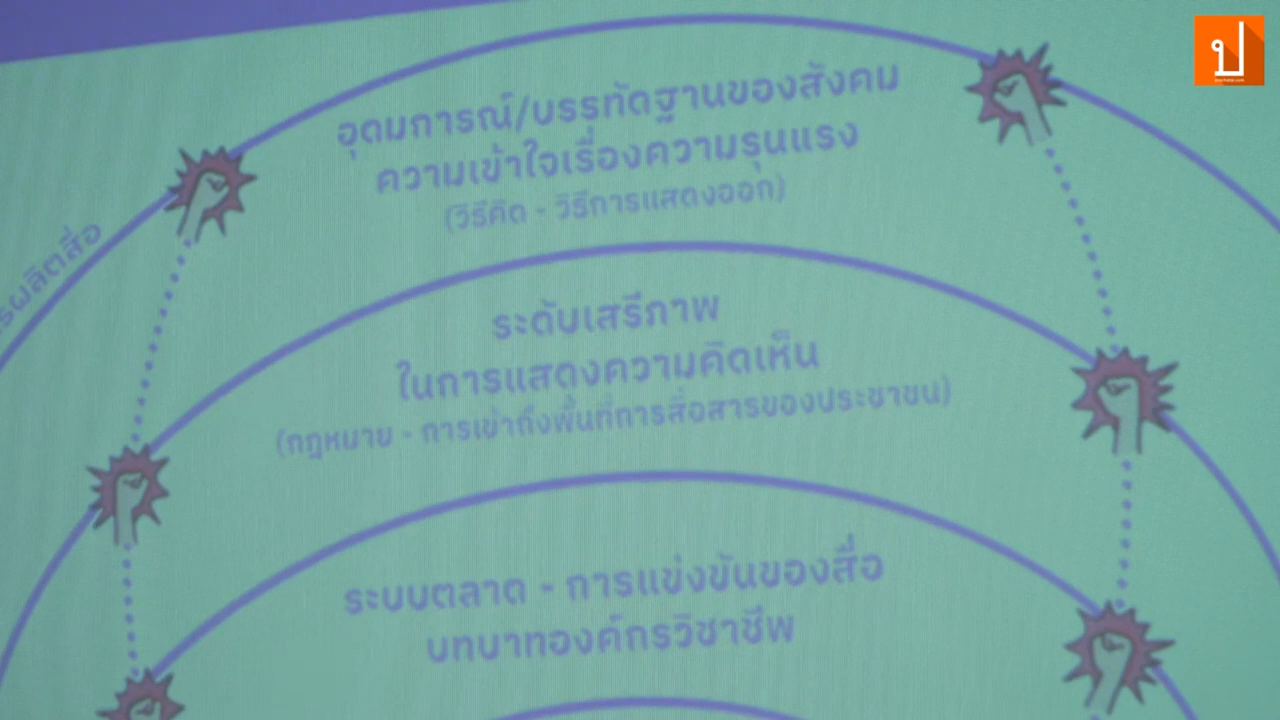 อุดมการณ์/บรรทัดฐานของสังคม
ความเข้าใจเรื่องความรุนแรง
(วิธีคิด - วิธีการแสดงออก)
ผลิตสื่อ
ระดับเสรีภาพ
ในการแสดงความคิดเห็น
(กฎหมาย - การเข้าถึงพื้นที่การสื่อสารของประชาชน)
ระบบตลาด - การแข่งขันของสื่อ
บทบาทองค์กรวิชาชีพ